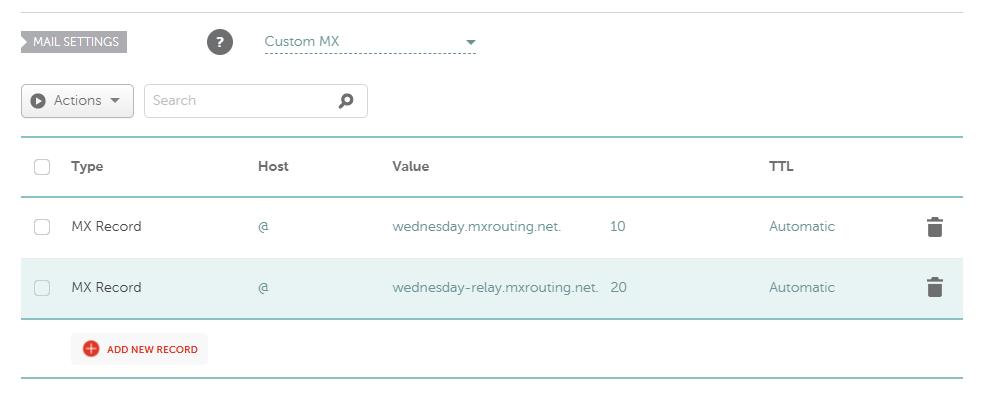 MAIL SETTINGS ? Custom MX
Actions Search
Type Host Value TTL
MX Record @ wednesday.mxrouting.net. 10 Automatic
MX Record @ wednesday-relay.mxrouting.net. 20 Automatic
ADD NEW RECORD